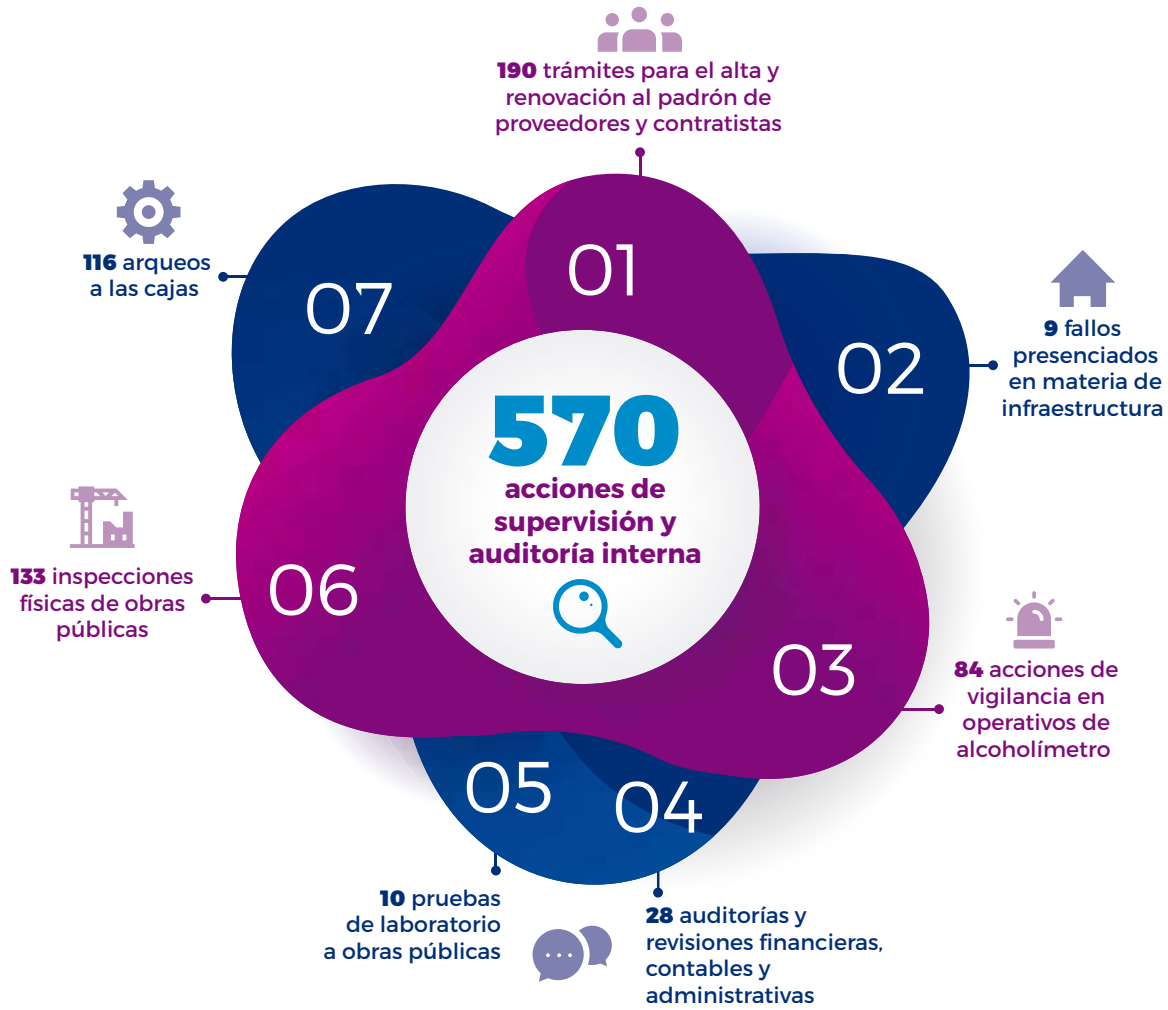 190 trámites para el alta y
renovación al padrón de
proveedores y contratistas
01
9 fallos
presenciados
en materia de
infraestructura
02
84 acciones de
vigilancia en
operativos de
alcoholímetro
03
28 auditorías y
revisiones financieras,
contables y
administrativas
04
10 pruebas
de laboratorio
a obras públicas
05
133 inspecciones
físicas de obras
públicas
06
116 arqueos
a las cajas
07
570
acciones de
supervisión y
auditoría interna